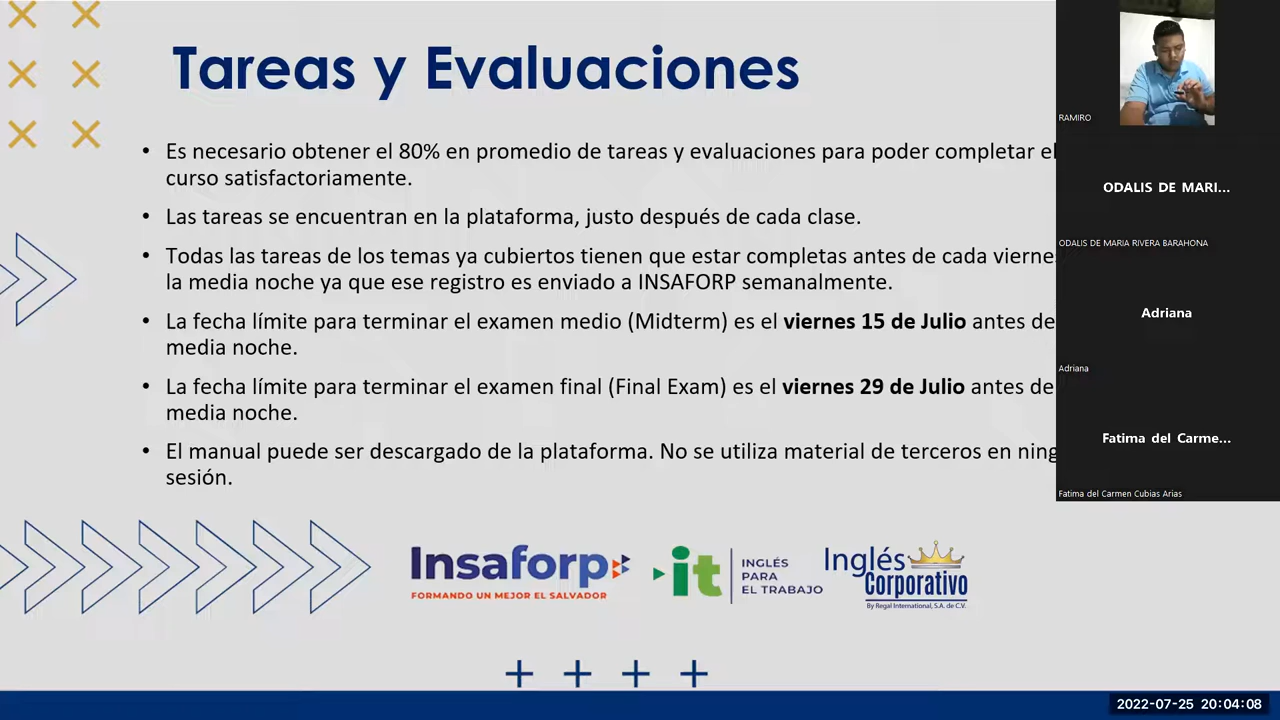 Tareas y Evaluaciones
• Es necesario obtener el 80% en promedio de tareas y evaluaciones para poder completar el
curso satisfactoriamente.
• Las tareas se encuentran en la plataforma, justo después de cada clase.
• Todas las tareas de los temas ya cubiertos tienen que estar completas antes de cada
la media noche ya que ese registro es enviado a INSAFORP semanalmente.
• La fecha límite para terminar el examen medio (Midterm) es el viernes 15 de Julio antes de
media noche.
• La fecha límite para terminar el examen final (Final Exam) es el viernes 29 de Julio antes de
media noche.
• El manual puede ser descargado de la plataforma. No se utiliza material de terceros en
sesión.
Insaforp
FORMANDO UN MEJOR EL SALVADOR
it
INGLÉS
PARA
EL TRABAJO
Inglés
Corporativo
By Regal International, S.A. de C.V.
RAMIRO
ODALIS DE MARI...
ODALIS DE MARIA RIVERA BARAHONA
Adriana
Adriana
Fatima del Carme...
Fatima del Carmen Cubias Arias
2022-07-25 20:04:08